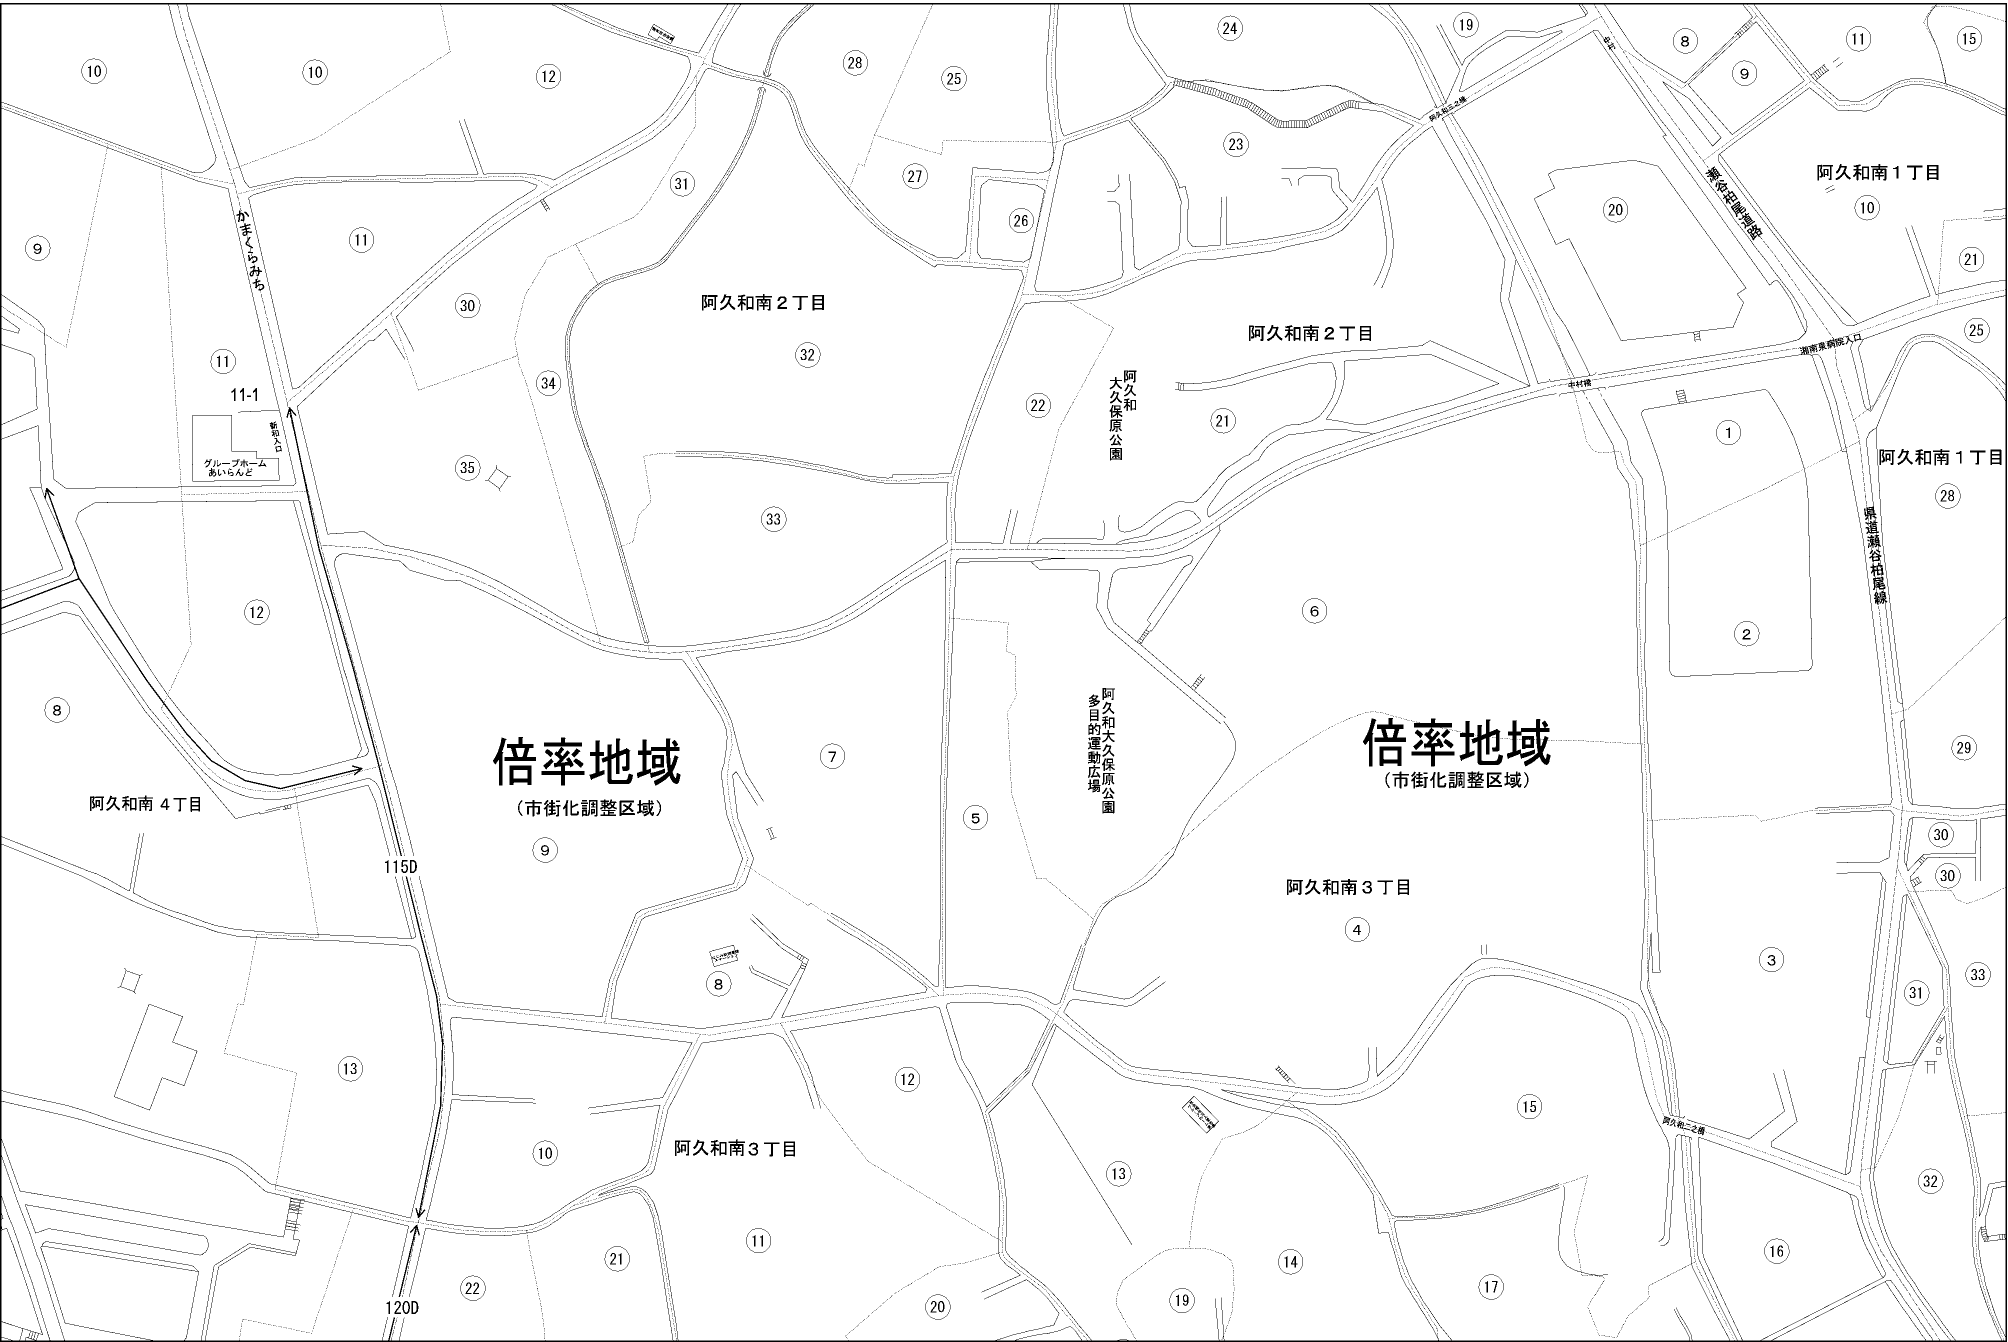 24
19
8
11
15
28
25
12
10
10
中村
9
阿久和三之橋
23
瀬谷柏尾道路
阿久和南1丁目
10
27
31
20
26
かまくらみち
11
9
21
30
阿久和南２丁目
阿久和南２丁目
25
湘南泉病院入口
32
11
34
中村橋
11-1
22
阿久和
大久保原公園
21
1
新和入口
グループホーム
あいらんど
35
阿久和南1丁目
28
33
県道瀬谷柏尾線
12
6
2
8
倍率地域
（市街化調整区域）
7
阿久和大久保原公園
多目的運動広場
倍率地域
（市街化調整区域）
29
阿久和南 4丁目
5
9
30
115D
30
阿久和南３丁目
4
3
8
33
31
13
12
15
阿久和二之橋
阿久和南３丁目
10
13
32
11
21
14
16
22
20
19
17
120D